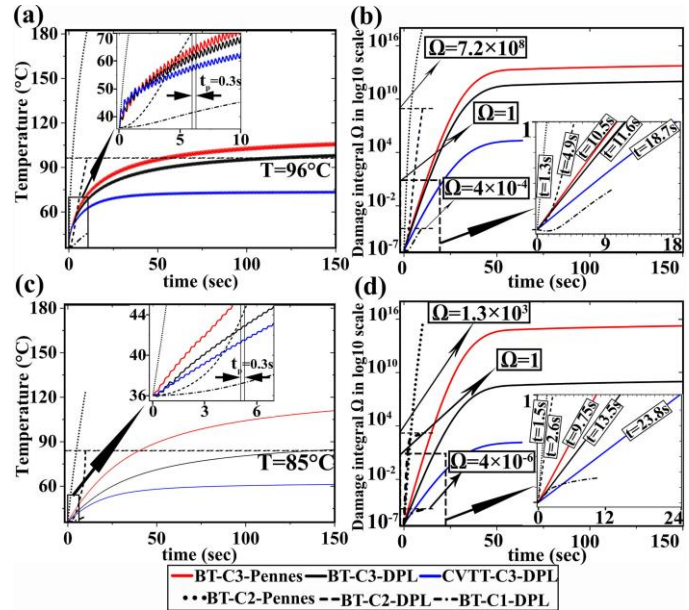 (a)
Temperature (°C)
120
90
60
70
60
50
40
0
5
10
tp=0.3s
T=96°C
0
50
100
150
time (sec)
(b)
Damage integral Ω in log10 scale
10^16
10^10
10^4
10^-2
10^-7
Ω=7.2×10^8
Ω=1
Ω=4×10^-4
1
t=1.3s
t=4.9s
t=10.5s
t=11.6s
t=18.7s
0
9
18
0
50
100
150
time (sec)
(c)
Temperature (°C)
120
90
60
44
40
36
0
3
6
tp=0.3s
T=85°C
0
50
100
150
time (sec)
(d)
Damage integral Ω in log10 scale
10^16
10^10
10^4
10^-2
10^-7
Ω=1.3×10^3
Ω=1
Ω=4×10^-6
1
t=1.5s
t=2.6s
t=9.75s
t=13.5s
t=23.8s
0
12
24
0
50
100
150
time (sec)
BT-C3-Pennes BT-C3-DPL CVTT-C3-DPL
BT-C2-Pennes BT-C2-DPL BT-C1-DPL